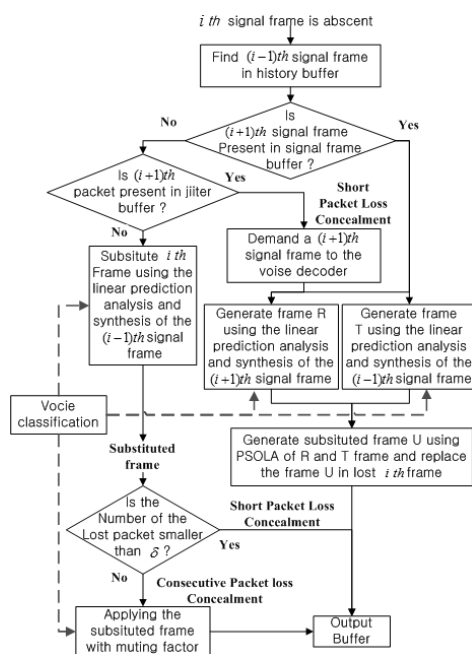 i th signal frame is abscent
Find (i−1)th signal frame
in history buffer
Is
(i+1)th signal frame
Present in signal frame
buffer ?
No
Yes
Is (i+1)th
packet present in jiiter
buffer ?
Yes
No
Short
Packet Loss
Concealment
Demand a (i+1)th
signal frame to the
voise decoder
Subsitute i th
Frame using the
linear prediction
analysis and
synthesis of the
(i−1)th signal
frame
Generate frame R
using the linear
prediction analysis
and synthesis of the
(i+1)th signal frame
Generate frame
T using the linear
prediction analysis
and synthesis of the
(i−1)th signal frame
Vocie
classification
Substituted
frame
Generate subsituted frame U using
PSOLA of R and T frame and replace
the frame U in lost i th frame
Is the
Number of the
Lost packet smaller
than δ ?
Short Packet Loss
Concealment
Yes
No
Consecutive Packet loss
Concealment
Applying the
subsituted frame
with muting factor
Output
Buffer